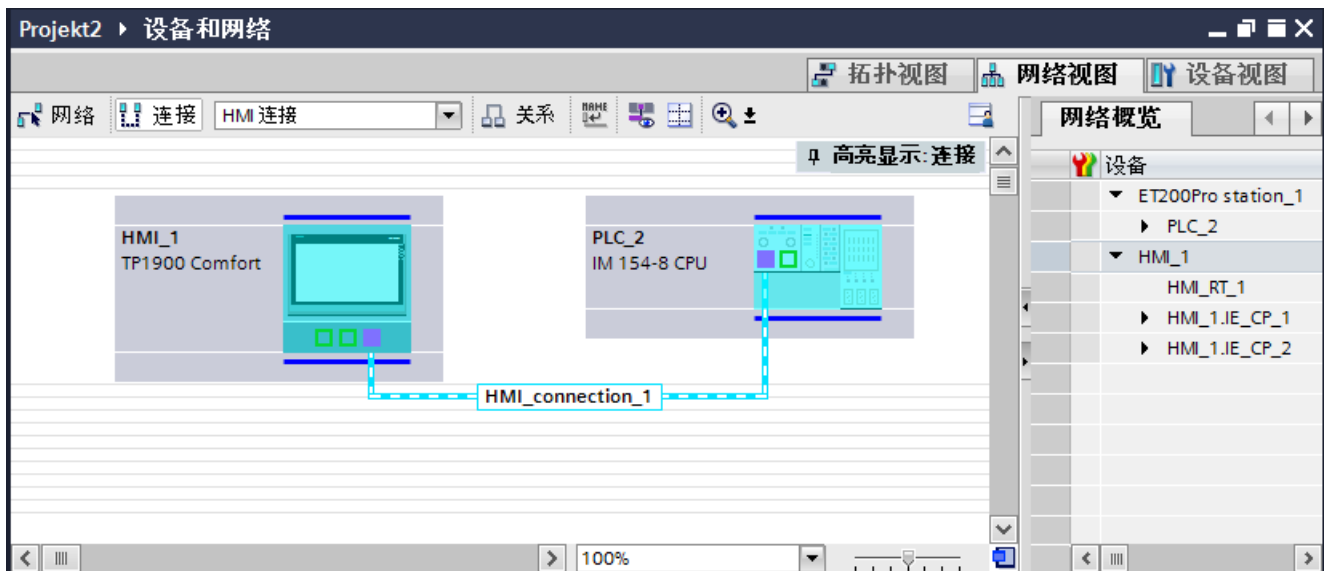 Projekt2 ▸ 设备和网络
拓扑视图 网络视图 设备视图
网络 连接 HMI 连接 关系
网络概览
高亮显示:连接
设备
HMI_1
TP1900 Comfort
PLC_2
IM 154-8 CPU
HMI_connection_1
ET200Pro station_1
PLC_2
HMI_1
HMI_RT_1
HMI_1.IE_CP_1
HMI_1.IE_CP_2
100%